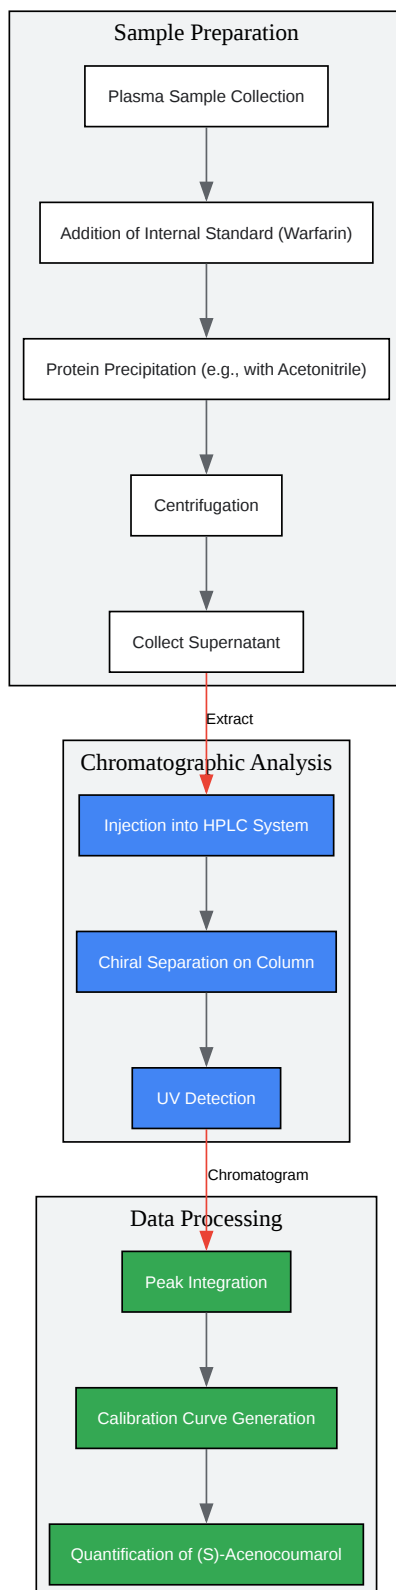 Sample Preparation
Plasma Sample Collection
Addition of Internal Standard (Warfarin)
Protein Precipitation (e.g., with Acetonitrile)
Centrifugation
Collect Supernatant
Extract
Chromatographic Analysis
Injection into HPLC System
Chiral Separation on Column
UV Detection
Chromatogram
Data Processing
Peak Integration
Calibration Curve Generation
Quantification of (S)-Acenocoumarol